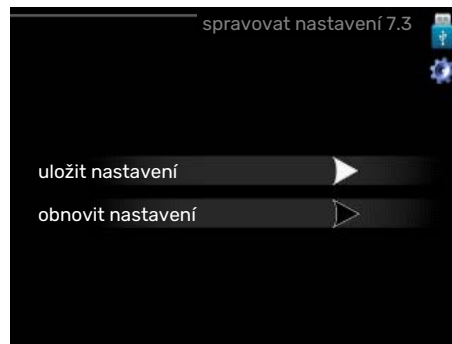 spravovat nastavení 7.3
uložit nastavení
obnovit nastavení